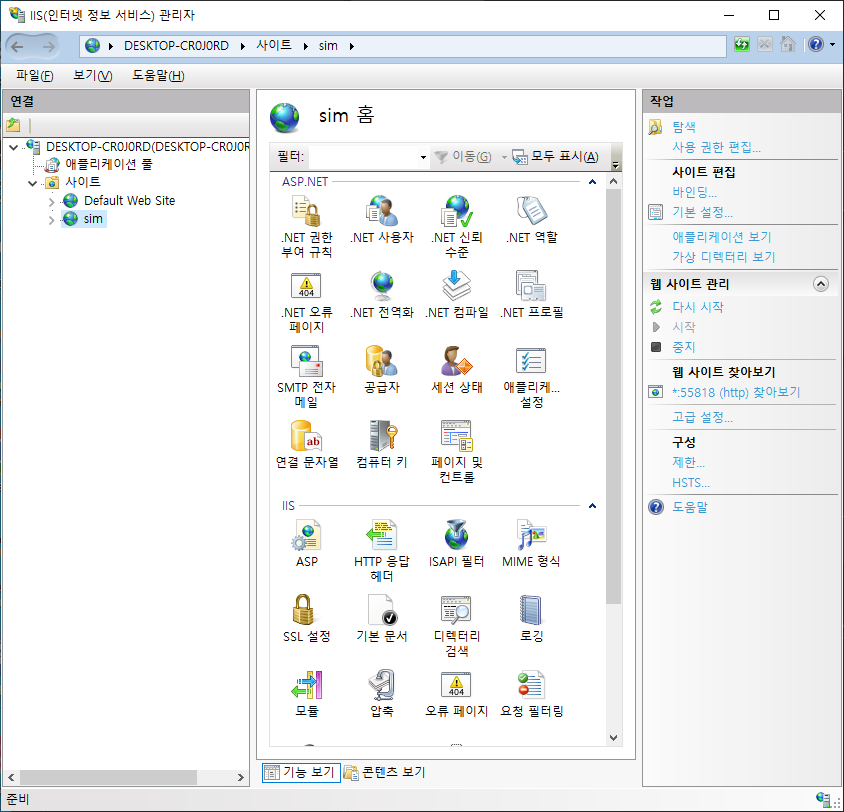 IIS(인터넷 정보 서비스) 관리자
DESKTOP-CR0J0RD
사이트
sim
파일(F)
보기(V)
도움말(H)
연결
DESKTOP-CR0J0RD(DESKTOP-CR0J0R
애플리케이션 풀
사이트
Default Web Site
sim
sim 홈
필터:
이동(G)
모두 표시(A)
ASP.NET
.NET 권한
부여 규칙
.NET 사용자
.NET 신뢰
수준
.NET 역할
.NET 오류
페이지
404
.NET 전역화
.NET 컴파일
.NET 프로필
SMTP 전자
메일
공급자
세션 상태
애플리케...
설정
ab
연결 문자열
컴퓨터 키
페이지 및
컨트롤
IIS
ASP
HTTP 응답
헤더
ISAPI 필터
MIME 형식
SSL 설정
기본 문서
디렉터리
검색
로깅
모듈
압축
404
오류 페이지
요청 필터링
기능 보기
콘텐츠 보기
작업
탐색
사용 권한 편집...
사이트 편집
바인딩...
기본 설정...
애플리케이션 보기
가상 디렉터리 보기
웹 사이트 관리
다시 시작
시작
중지
웹 사이트 찾아보기
*:55818 (http) 찾아보기
고급 설정...
구성
제한...
HSTS...
도움말
준비